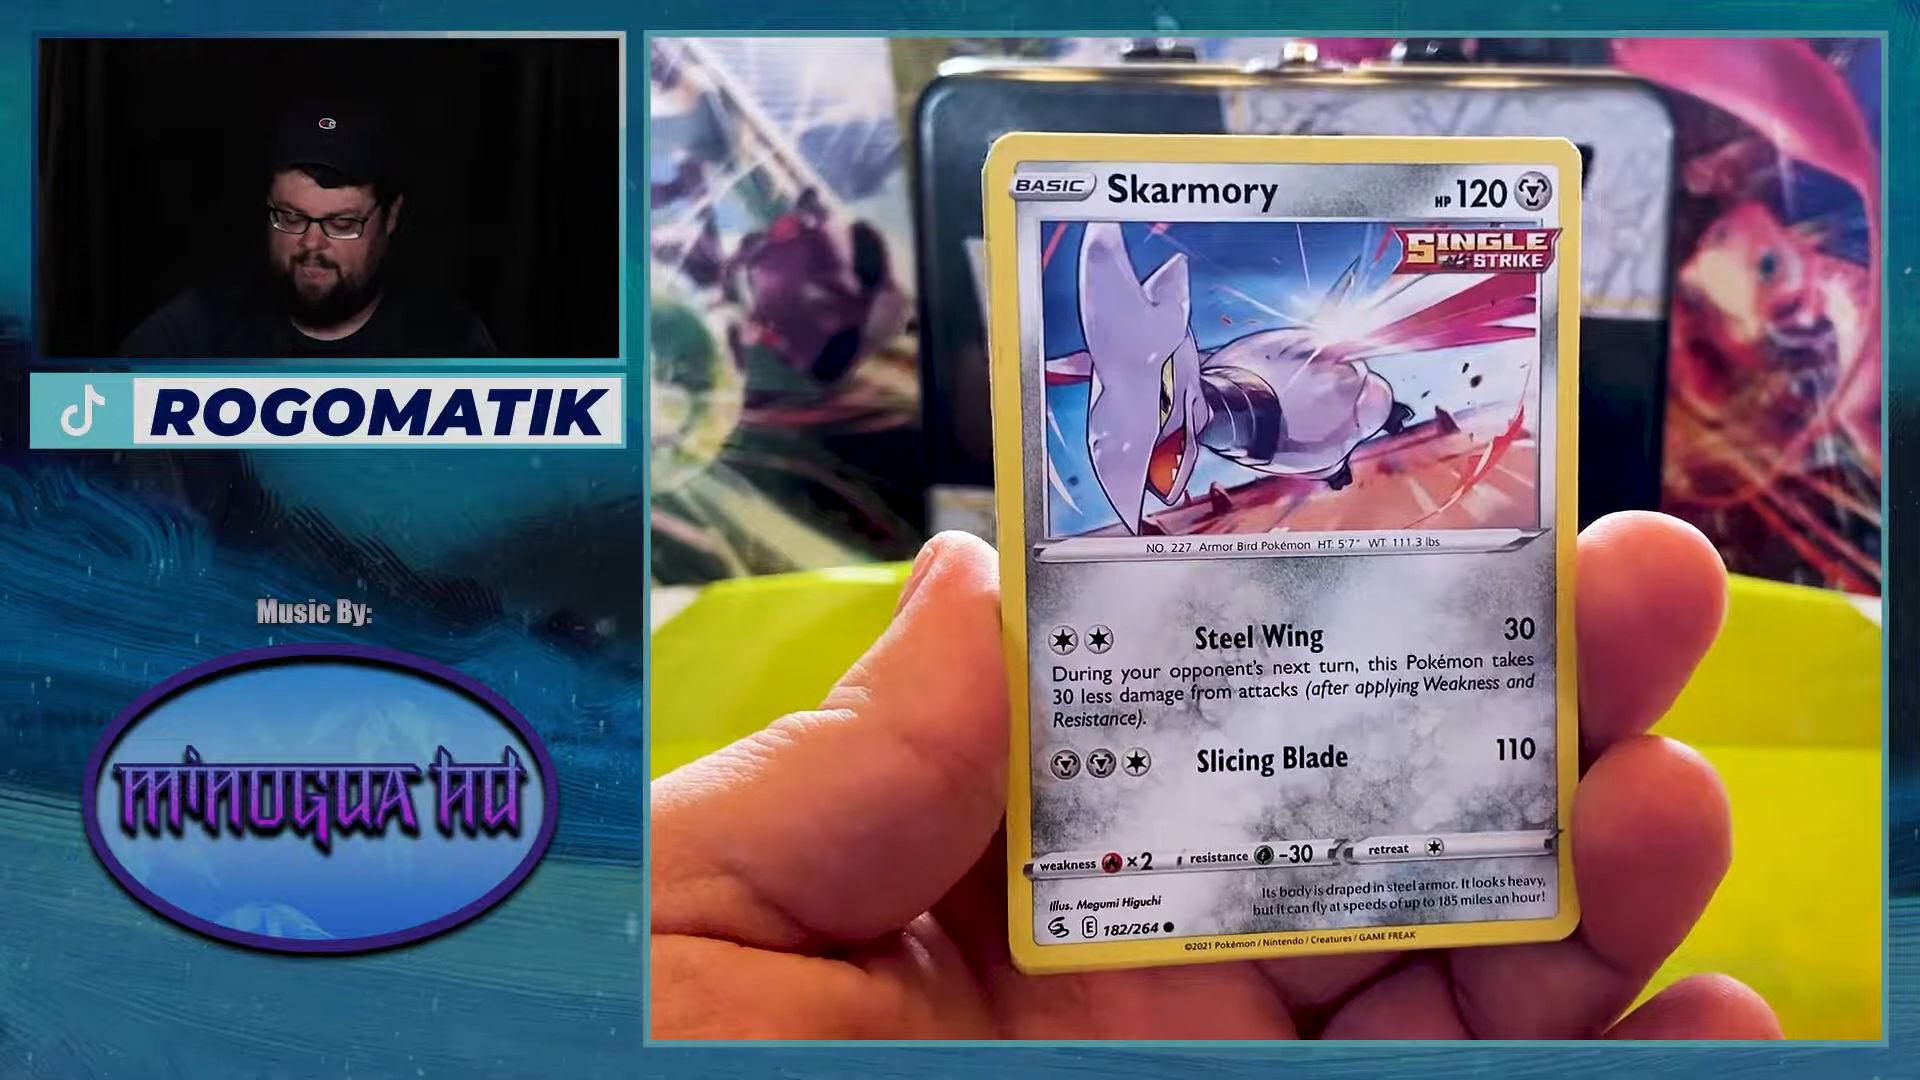 ROGOMATIK
Music By:
MINOGUA HD
BASIC Skarmory HP 120
SINGLE
STRIKE
NO. 227 Armor Bird Pokémon HT: 5'7" WT: 111.3 lbs
Steel Wing 30
During your opponent's next turn, this Pokémon takes
30 less damage from attacks (after applying Weakness and
Resistance).
Slicing Blade 110
weakness ×2 resistance -30 retreat
Its body is draped in steel armor. It looks heavy,
but it can fly at speeds of up to 185 miles an hour!
Illus. Megumi Higuchi
E 182/264
©2021 Pokémon / Nintendo / Creatures / GAME FREAK